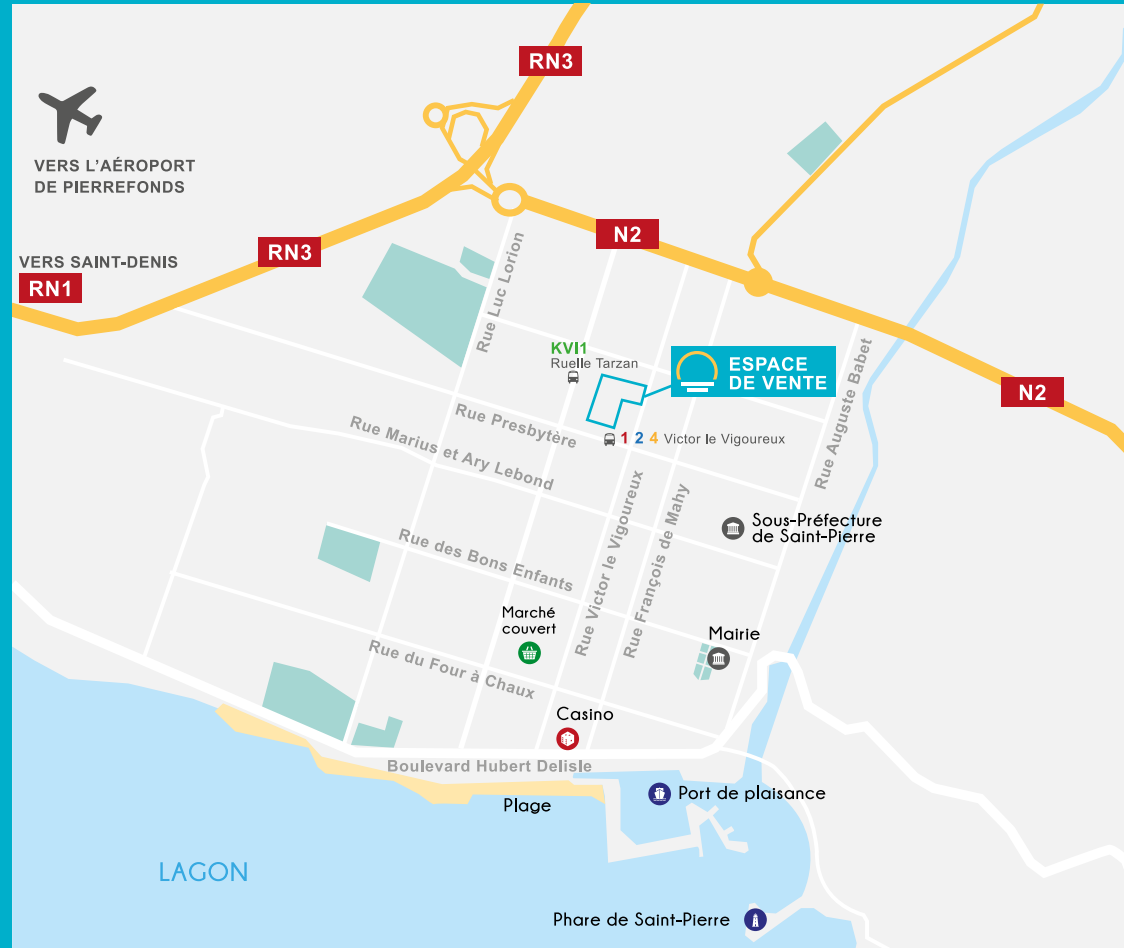 RN3
VERS L'AÉROPORT
DE PIERREFONDS
N2
VERS SAINT-DENIS
RN3
RN1
Rue Luc Lorion
KVI1
Ruelle Tarzan
ESPACE
DE VENTE
N2
Rue Auguste Babet
Rue Presbytère
1 2 4 Victor le Vigoureux
Rue Marius et Ary Lebond
Rue Victor le Vigoureux
Rue François de Mahy
Sous-Préfecture
de Saint-Pierre
Rue des Bons Enfants
Marché
couvert
Mairie
Rue du Four à Chaux
Casino
Boulevard Hubert Delisle
Plage
Port de plaisance
LAGON
Phare de Saint-Pierre